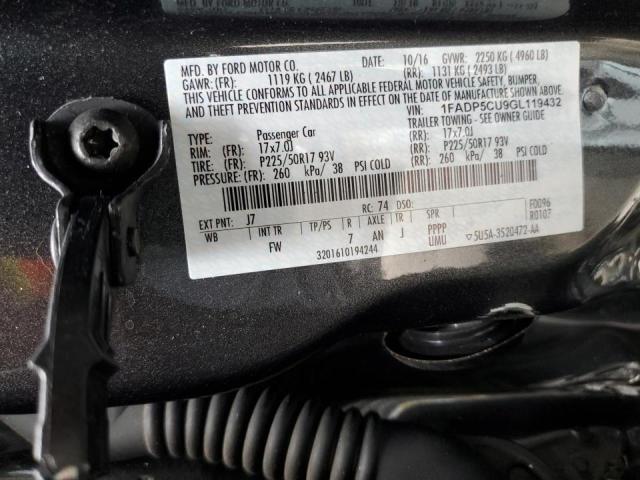 MFD. BY FORD MOTOR CO.
DATE: 10/16 GVWR: 2250 KG ( 4960 LB)
GAWR: (FR): 1119 KG ( 2467 LB) (RR): 1131 KG ( 2493 LB)
THIS VEHICLE CONFORMS TO ALL APPLICABLE FEDERAL MOTOR VEHICLE SAFETY, BUMPER,
AND THEFT PREVENTION STANDARDS IN EFFECT ON THE DATE OF MANUFACTURE SHOWN ABOVE.
VIN: 1FADP5CU9GL119432
TYPE: Passenger Car TRAILER TOWING - SEE OWNER GUIDE
RIM: (FR): 17x7.0J (RR): 17x7.0J
TIRE: (FR): P225/50R17 93V (RR): P225/50R17 93V
PRESSURE: (FR): 260 kPa/ 38 PSI COLD (RR): 260 kPa/ 38 PSI COLD
EXT PNT: J7 RC: 74 DSO: F0096
WB INT TR TP/PS R AXLE TR SPR R0107
FW 7 AN J PPPP 5U5A-3520472-AA
UMU
3201610194244